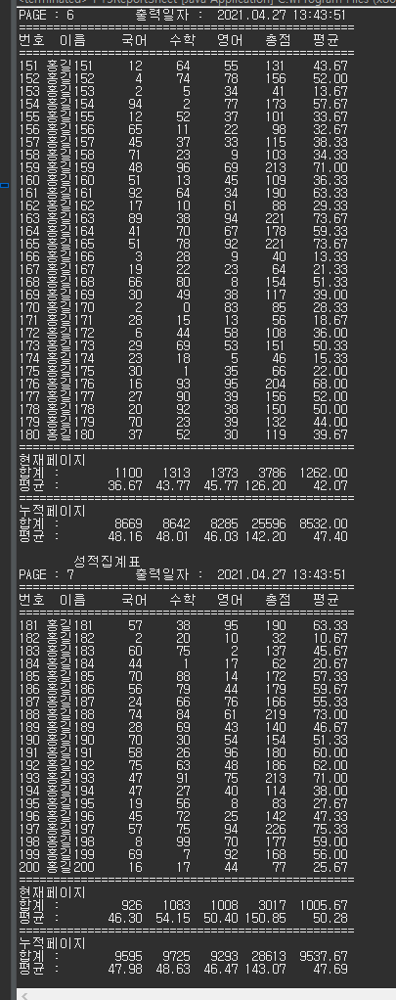 PAGE : 6 출력일자 : 2021.04.27 13:43:51
========================================
번호 이름 국어 수학 영어 총점 평균
========================================
151 홍길151 12 64 55 131 43.67
152 홍길152 4 74 78 156 52.00
153 홍길153 2 5 34 41 13.67
154 홍길154 94 2 77 173 57.67
155 홍길155 12 52 37 101 33.67
156 홍길156 65 11 22 98 32.67
157 홍길157 45 37 33 115 38.33
158 홍길158 71 23 9 103 34.33
159 홍길159 48 96 69 213 71.00
160 홍길160 51 13 45 109 36.33
161 홍길161 92 64 34 190 63.33
162 홍길162 17 10 61 88 29.33
163 홍길163 89 38 94 221 73.67
164 홍길164 41 70 67 178 59.33
165 홍길165 51 78 92 221 73.67
166 홍길166 3 28 9 40 13.33
167 홍길167 19 22 23 64 21.33
168 홍길168 66 80 8 154 51.33
169 홍길169 30 49 38 117 39.00
170 홍길170 2 0 83 85 28.33
171 홍길171 28 15 13 56 18.67
172 홍길172 6 44 58 108 36.00
173 홍길173 29 69 53 151 50.33
174 홍길174 23 18 5 46 15.33
175 홍길175 30 1 35 66 22.00
176 홍길176 16 93 95 204 68.00
177 홍길177 27 90 39 156 52.00
178 홍길178 20 92 38 150 50.00
179 홍길179 70 23 39 132 44.00
180 홍길180 37 52 30 119 39.67
========================================
현재페이지
합계 : 1100 1313 1373 3786 1262.00
평균 : 36.67 43.77 45.77 126.20 42.07
========================================
누적페이지
합계 : 8669 8642 8285 25596 8532.00
평균 : 48.16 48.01 46.03 142.20 47.40
성적집계표
PAGE : 7 출력일자 : 2021.04.27 13:43:51
========================================
번호 이름 국어 수학 영어 총점 평균
========================================
181 홍길181 57 38 95 190 63.33
182 홍길182 2 20 10 32 10.67
183 홍길183 60 75 2 137 45.67
184 홍길184 44 1 17 62 20.67
185 홍길185 70 88 14 172 57.33
186 홍길186 56 79 44 179 59.67
187 홍길187 24 66 76 166 55.33
188 홍길188 74 84 61 219 73.00
189 홍길189 28 69 43 140 46.67
190 홍길190 70 30 54 154 51.33
191 홍길191 58 26 96 180 60.00
192 홍길192 75 63 48 186 62.00
193 홍길193 47 91 75 213 71.00
194 홍길194 47 27 40 114 38.00
195 홍길195 19 56 8 83 27.67
196 홍길196 45 72 25 142 47.33
197 홍길197 57 75 94 226 75.33
198 홍길198 8 99 70 177 59.00
199 홍길199 69 7 92 168 56.00
200 홍길200 16 17 44 77 25.67
========================================
현재페이지
합계 : 926 1083 1008 3017 1005.67
평균 : 46.30 54.15 50.40 150.85 50.28
========================================
누적페이지
합계 : 9595 9725 9293 28613 9537.67
평균 : 47.98 48.63 46.47 143.07 47.69